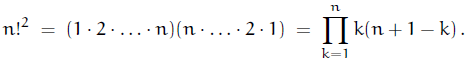 n!² = (1 · 2 · … · n)(n · … · 2 · 1) = ∏_{k=1}^{n} k(n + 1 − k) .